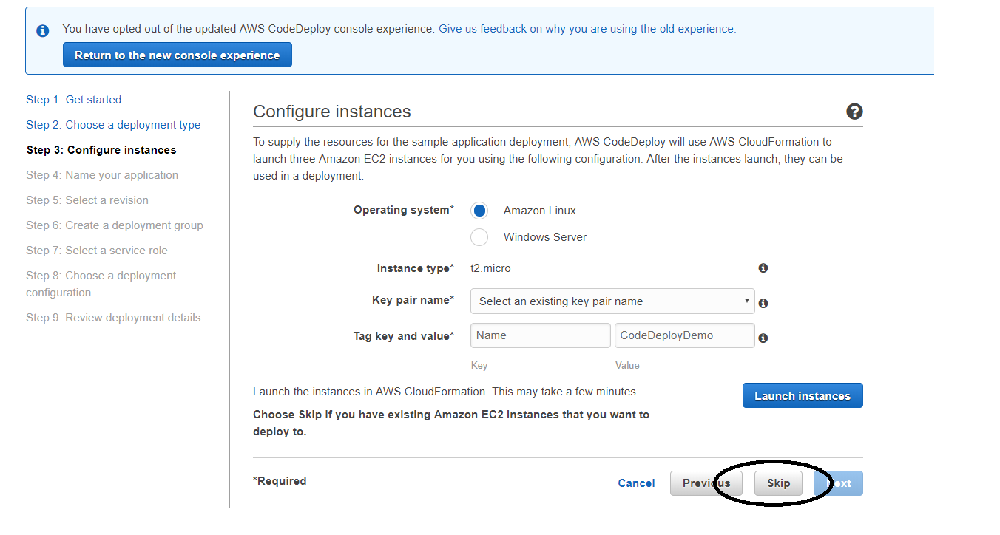 You have opted out of the updated AWS CodeDeploy console experience. Give us feedback on why you are using the old experience.
Return to the new console experience
Step 1: Get started
Step 2: Choose a deployment type
Step 3: Configure instances
Step 4: Name your application
Step 5: Select a revision
Step 6: Create a deployment group
Step 7: Select a service role
Step 8: Choose a deployment
configuration
Step 9: Review deployment details
Configure instances
To supply the resources for the sample application deployment, AWS CodeDeploy will use AWS CloudFormation to
launch three Amazon EC2 instances for you using the following configuration. After the instances launch, they can be
used in a deployment.
Operating system* Amazon Linux
Windows Server
Instance type* t2.micro
Key pair name* Select an existing key pair name
Tag key and value* Name CodeDeployDemo
Key Value
Launch the instances in AWS CloudFormation. This may take a few minutes.
Launch instances
Choose Skip if you have existing Amazon EC2 instances that you want to
deploy to.
*Required Cancel Previous Skip Next